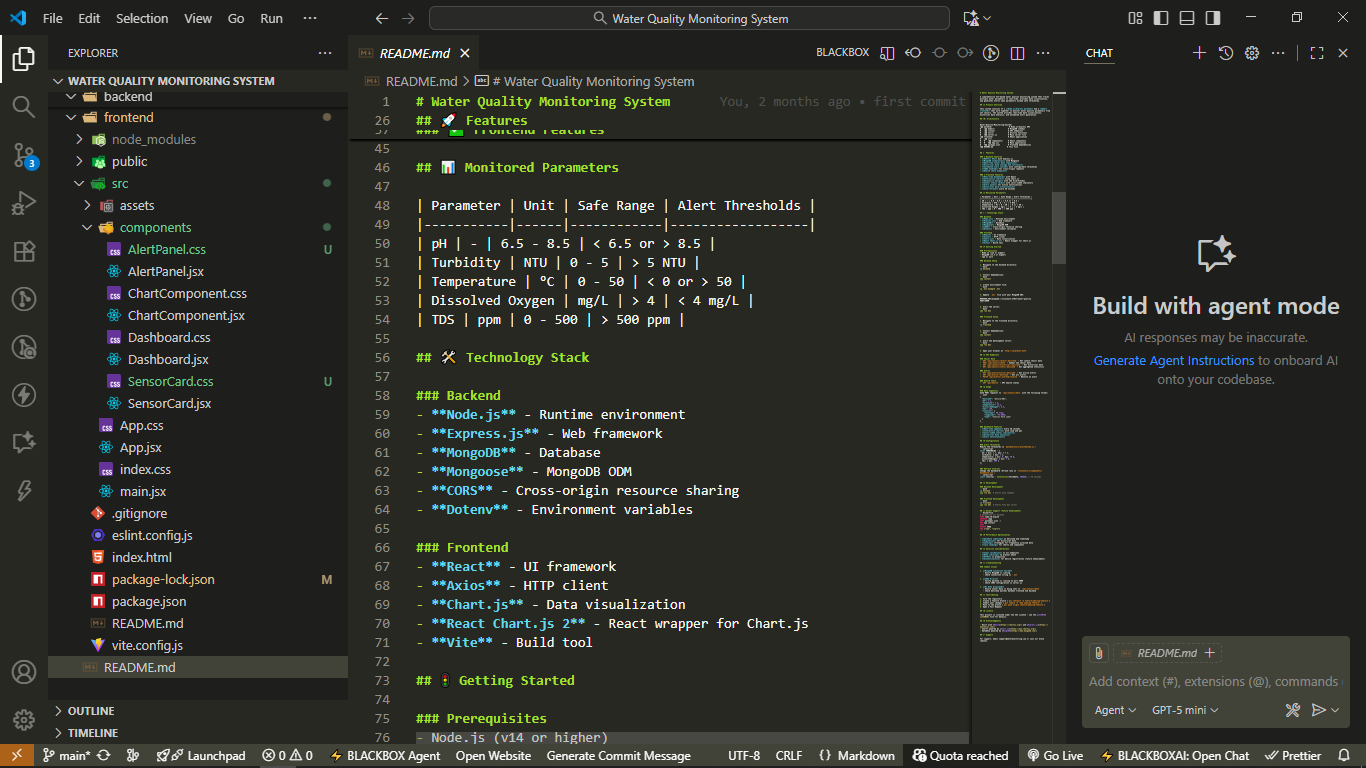 File Edit Selection View Go Run ··· Water Quality Monitoring System
EXPLORER
WATER QUALITY MONITORING SYSTEM
backend
frontend
node_modules
public
src
assets
components
AlertPanel.css U
AlertPanel.jsx
ChartComponent.css
ChartComponent.jsx
Dashboard.css
Dashboard.jsx
SensorCard.css U
SensorCard.jsx
App.css
App.jsx
index.css
main.jsx
.gitignore
eslint.config.js
index.html
package-lock.json M
package.json
README.md
vite.config.js
README.md
OUTLINE
TIMELINE
3
README.md
BLACKBOX
README.md > # Water Quality Monitoring System
1 # Water Quality Monitoring System You, 2 months ago • first commit
26 ## 🚀 Features
37 ### ✅ Frontend Features
45
46 ## 📊 Monitored Parameters
47
48 | Parameter | Unit | Safe Range | Alert Thresholds |
49 |-----------|------|------------|------------------|
50 | pH | - | 6.5 - 8.5 | < 6.5 or > 8.5 |
51 | Turbidity | NTU | 0 - 5 | > 5 NTU |
52 | Temperature | °C | 0 - 50 | < 0 or > 50 |
53 | Dissolved Oxygen | mg/L | > 4 | < 4 mg/L |
54 | TDS | ppm | 0 - 500 | > 500 ppm |
55
56 ## 🛠️ Technology Stack
57
58 ### Backend
59 - **Node.js** - Runtime environment
60 - **Express.js** - Web framework
61 - **MongoDB** - Database
62 - **Mongoose** - MongoDB ODM
63 - **CORS** - Cross-origin resource sharing
64 - **Dotenv** - Environment variables
65
66 ### Frontend
67 - **React** - UI framework
68 - **Axios** - HTTP client
69 - **Chart.js** - Data visualization
70 - **React Chart.js 2** - React wrapper for Chart.js
71 - **Vite** - Build tool
72
73 ## 🚦 Getting Started
74
75 ### Prerequisites
76 - Node.js (v14 or higher)
CHAT
Build with agent mode
AI responses may be inaccurate.
Generate Agent Instructions to onboard AI
onto your codebase.
README.md
Add context (#), extensions (@), commands
Agent GPT-5 mini
main* Launchpad 0 0 BLACKBOX Agent Open Website Generate Commit Message UTF-8 CRLF {} Markdown Quota reached Go Live BLACKBOXAI: Open Chat Prettier